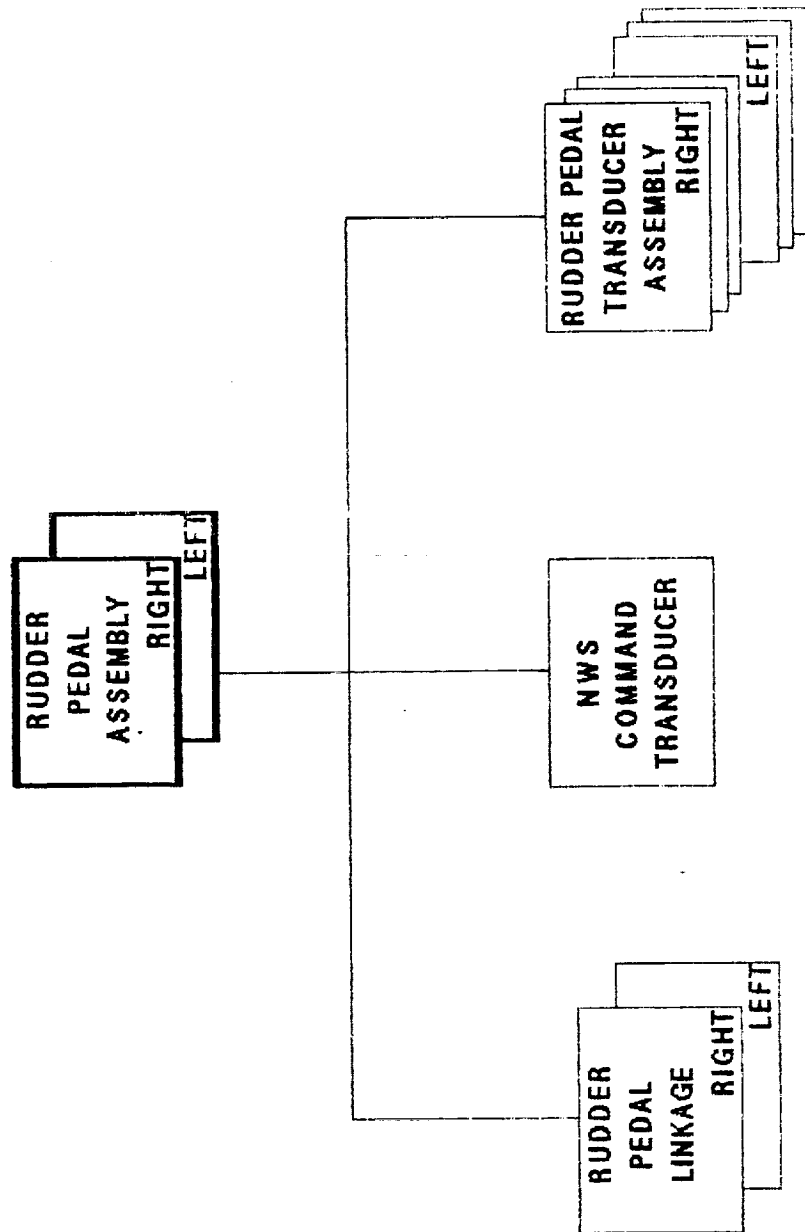 RUDDER
PEDAL
ASSEMBLY
RIGHT
LEFT
RUDDER
PEDAL
LINKAGE
RIGHT
LEFT
NWS
COMMAND
TRANSDUCER
RUDDER PEDAL
TRANSDUCER
ASSEMBLY
RIGHT
LEFT